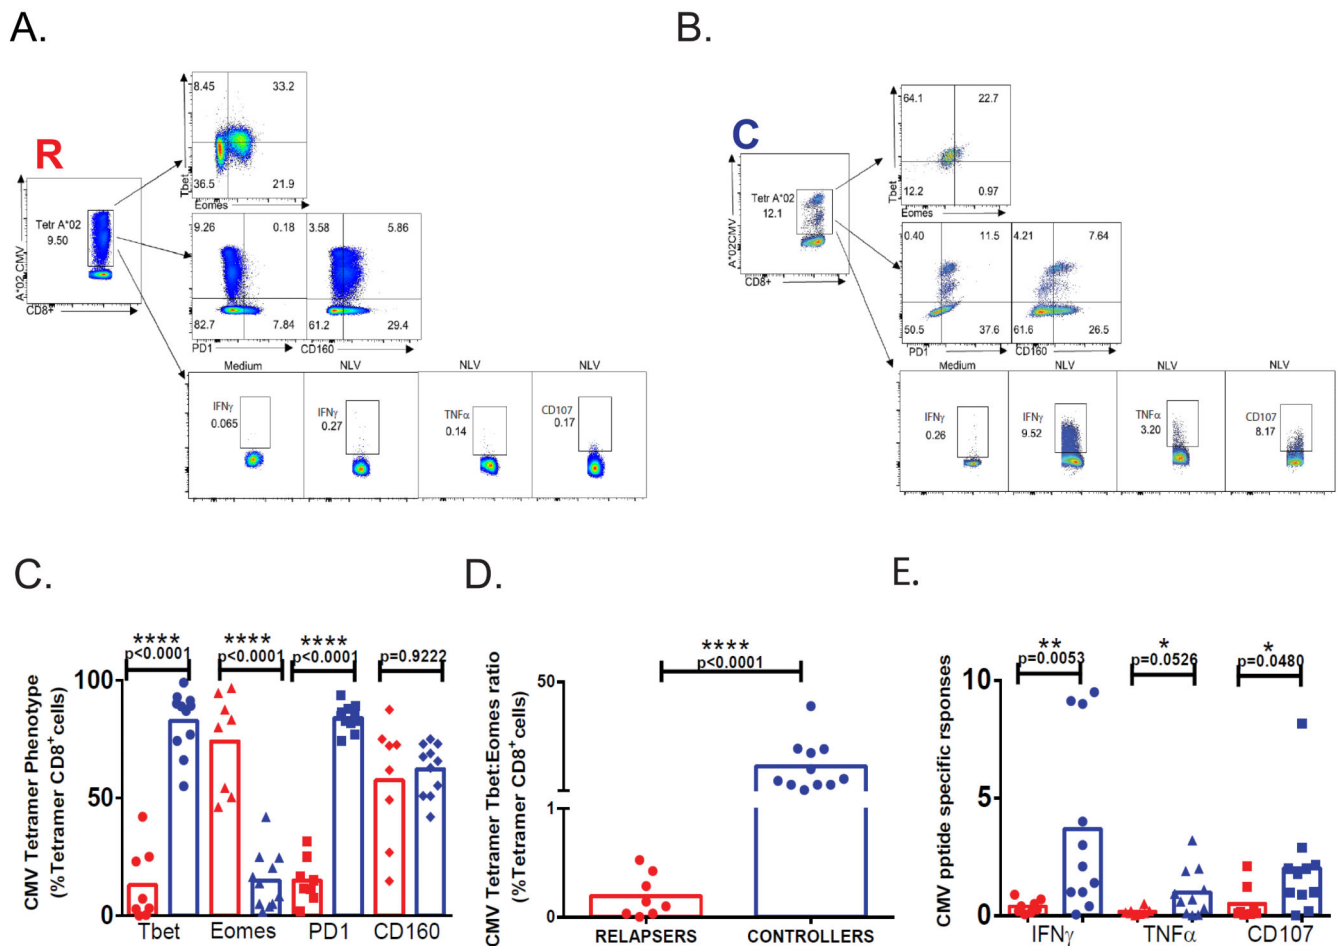 A.
B.
8.45 33.2
R
Tbet
36.5 21.9
Eomes
Tetr A*02
9.50
A*02 CMV
CD8+
9.26 0.18 3.58 5.86
82.7 7.84 61.2 29.4
PD1 CD160
Medium NLV NLV NLV
IFNγ
0.065
IFNγ
0.27
TNFα
0.14
CD107
0.17
64.1 22.7
C
Tbet
12.2 0.97
Eomes
Tetr A*02
12.1
A*02CMV
CD8+
0.40 11.5 4.21 7.64
50.5 37.6 61.6 26.5
PD1 CD160
Medium NLV NLV NLV
IFNγ
0.26
IFNγ
9.52
TNFα
3.20
CD107
8.17
C.
CMV Tetramer Phenotype
(%Tetramer CD8+ cells)
100
50
0
**** **** ****
p<0.0001 p<0.0001 p<0.0001 p=0.9222
Tbet Eomes PD1 CD160
D.
CMV Tetramer Tbet:Eomes ratio
(%Tetramer CD8+ cells)
50
1
0
****
p<0.0001
RELAPSERS CONTROLLERS
E.
CMV pptide specific rsponses
10
5
0
** * *
p=0.0053 p=0.0526 p=0.0480
IFNγ TNFα CD107